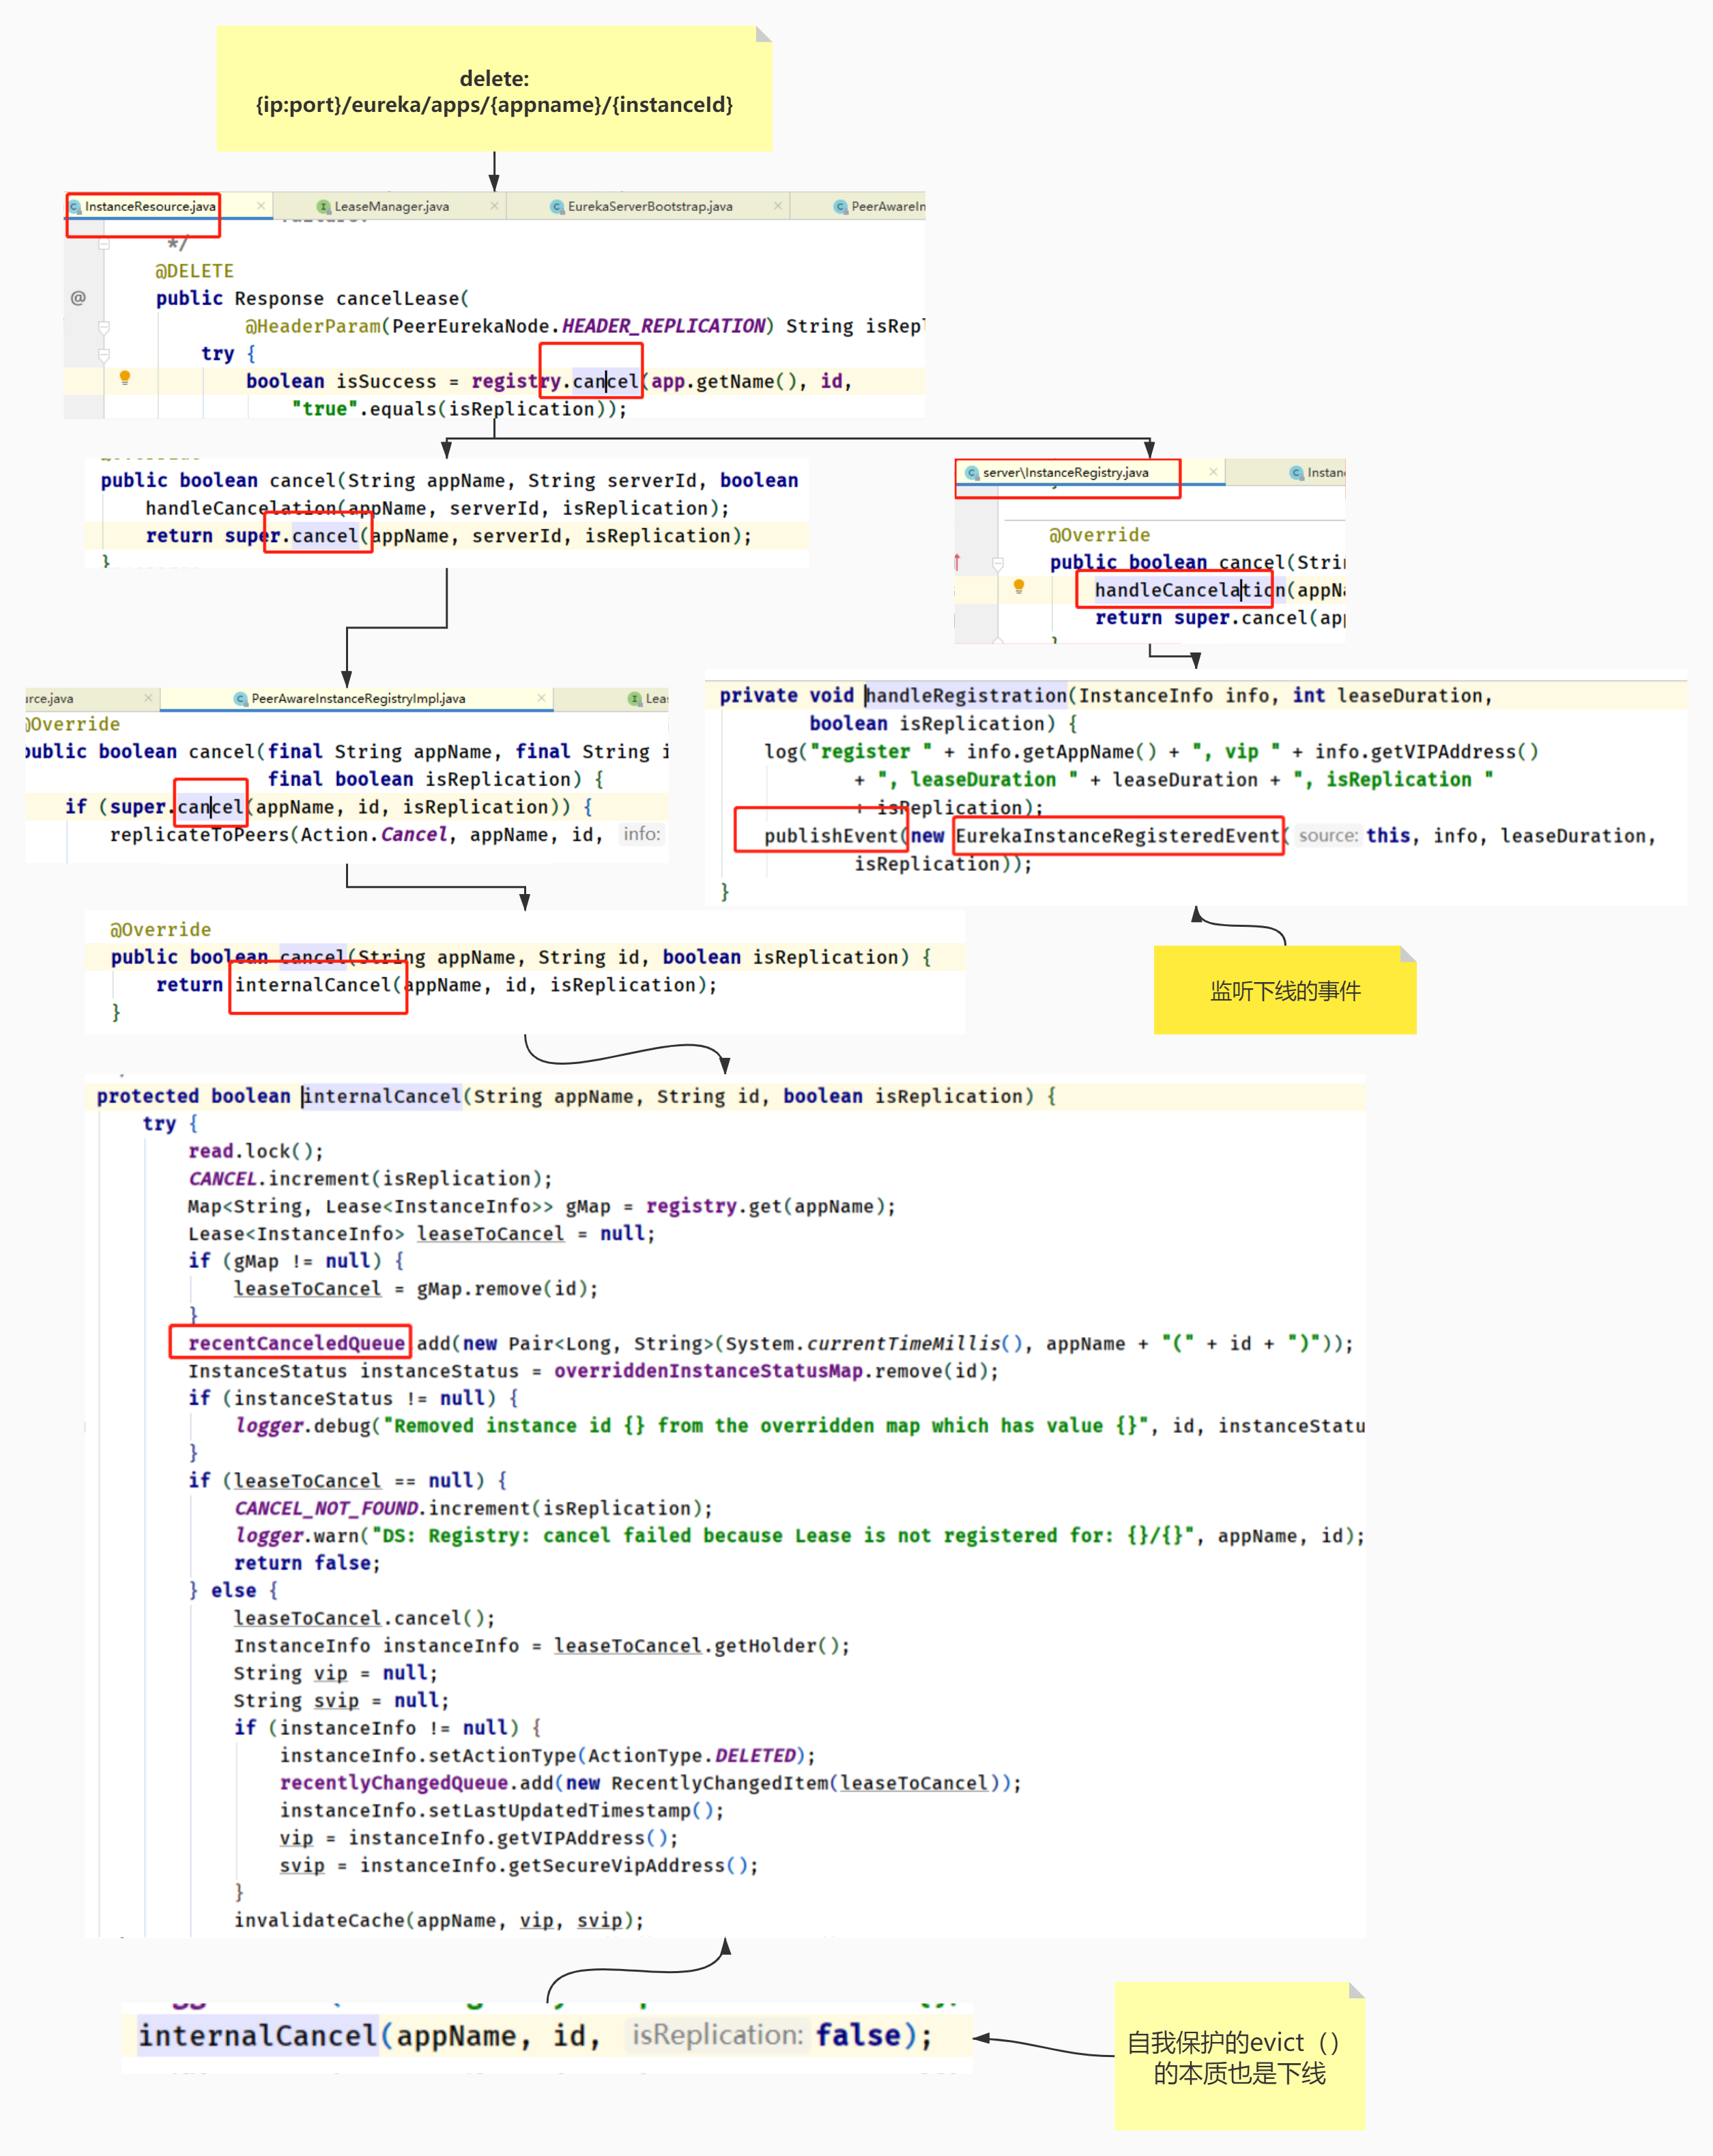 delete:
{ip:port}/eureka/apps/{appname}/{instanceId}
InstanceResource.java
LeaseManager.java
EurekaServerBootstrap.java
PeerAwareIn
*/
@DELETE
@
public Response cancelLease(
@HeaderParam(PeerEurekaNode.HEADER_REPLICATION) String isRepl
try {
boolean isSuccess = registry.cancel(app.getName(), id,
"true".equals(isReplication));
public boolean cancel(String appName, String serverId, boolean
handleCancelation(appName, serverId, isReplication);
return super.cancel(appName, serverId, isReplication);
}
server\InstanceRegistry.java
Instan
@Override
public boolean cancel(Stri
handleCancelation(appNa
return super.cancel(app
urce.java
PeerAwareInstanceRegistryImpl.java
Leas
@Override
public boolean cancel(final String appName, final String i
final boolean isReplication) {
if (super.cancel(appName, id, isReplication)) {
replicateToPeers(Action.Cancel, appName, id, info:
private void handleRegistration(InstanceInfo info, int leaseDuration,
boolean isReplication) {
log("register " + info.getAppName() + ", vip " + info.getVIPAddress()
+ ", leaseDuration " + leaseDuration + ", isReplication "
+ isReplication);
publishEvent(new EurekaInstanceRegisteredEvent( source: this, info, leaseDuration,
isReplication));
}
@Override
public boolean cancel(String appName, String id, boolean isReplication) {
return internalCancel(appName, id, isReplication);
}
监听下线的事件
protected boolean internalCancel(String appName, String id, boolean isReplication) {
try {
read.lock();
CANCEL.increment(isReplication);
Map<String, Lease<InstanceInfo>> gMap = registry.get(appName);
Lease<InstanceInfo> leaseToCancel = null;
if (gMap != null) {
leaseToCancel = gMap.remove(id);
}
recentCanceledQueue.add(new Pair<Long, String>(System.currentTimeMillis(), appName + "(" + id + ")"));
InstanceStatus instanceStatus = overriddenInstanceStatusMap.remove(id);
if (instanceStatus != null) {
logger.debug("Removed instance id {} from the overridden map which has value {}", id, instanceStatu
}
if (leaseToCancel == null) {
CANCEL_NOT_FOUND.increment(isReplication);
logger.warn("DS: Registry: cancel failed because Lease is not registered for: {}/{}", appName, id);
return false;
} else {
leaseToCancel.cancel();
InstanceInfo instanceInfo = leaseToCancel.getHolder();
String vip = null;
String svip = null;
if (instanceInfo != null) {
instanceInfo.setActionType(ActionType.DELETED);
recentlyChangedQueue.add(new RecentlyChangedItem(leaseToCancel));
instanceInfo.setLastUpdatedTimestamp();
vip = instanceInfo.getVIPAddress();
svip = instanceInfo.getSecureVipAddress();
}
invalidateCache(appName, vip, svip);
internalCancel(appName, id, isReplication: false);
自我保护的evict（）
的本质也是下线